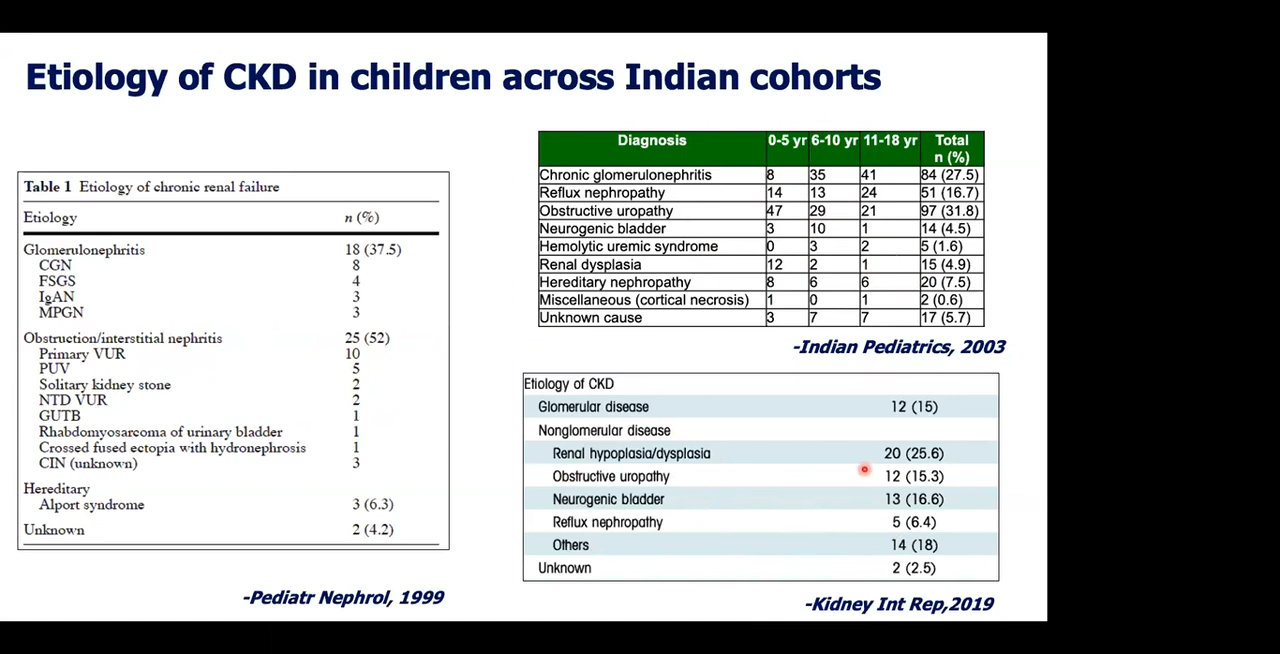 Etiology of CKD in children across Indian cohorts
Table 1 Etiology of chronic renal failure
Etiology n (%)
Glomerulonephritis 18 (37.5)
CGN 8
FSGS 4
IgAN 3
MPGN 3
Obstruction/interstitial nephritis 25 (52)
Primary VUR 10
PUV 5
Solitary kidney stone 2
NTD VUR 2
GUTB 1
Rhabdomyosarcoma of urinary bladder 1
Crossed fused ectopia with hydronephrosis 1
CIN (unknown) 3
Hereditary
Alport syndrome 3 (6.3)
Unknown 2 (4.2)
-Pediatr Nephrol, 1999
Diagnosis 0-5 yr 6-10 yr 11-18 yr Total
n (%)
Chronic glomerulonephritis 8 35 41 84 (27.5)
Reflux nephropathy 14 13 24 51 (16.7)
Obstructive uropathy 47 29 21 97 (31.8)
Neurogenic bladder 3 10 1 14 (4.5)
Hemolytic uremic syndrome 0 3 2 5 (1.6)
Renal dysplasia 12 2 1 15 (4.9)
Hereditary nephropathy 8 6 6 20 (7.5)
Miscellaneous (cortical necrosis) 1 0 1 2 (0.6)
Unknown cause 3 7 7 17 (5.7)
-Indian Pediatrics, 2003
Etiology of CKD
Glomerular disease 12 (15)
Nonglomerular disease
Renal hypoplasia/dysplasia 20 (25.6)
Obstructive uropathy 12 (15.3)
Neurogenic bladder 13 (16.6)
Reflux nephropathy 5 (6.4)
Others 14 (18)
Unknown 2 (2.5)
-Kidney Int Rep,2019